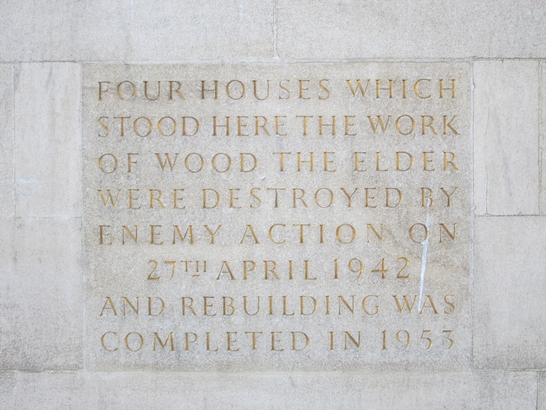 FOUR HOUSES WHICH
STOOD HERE THE WORK
OF WOOD THE ELDER
WERE DESTROYED BY
ENEMY ACTION ON
27TH APRIL 1942
AND REBUILDING WAS
COMPLETED IN 1953